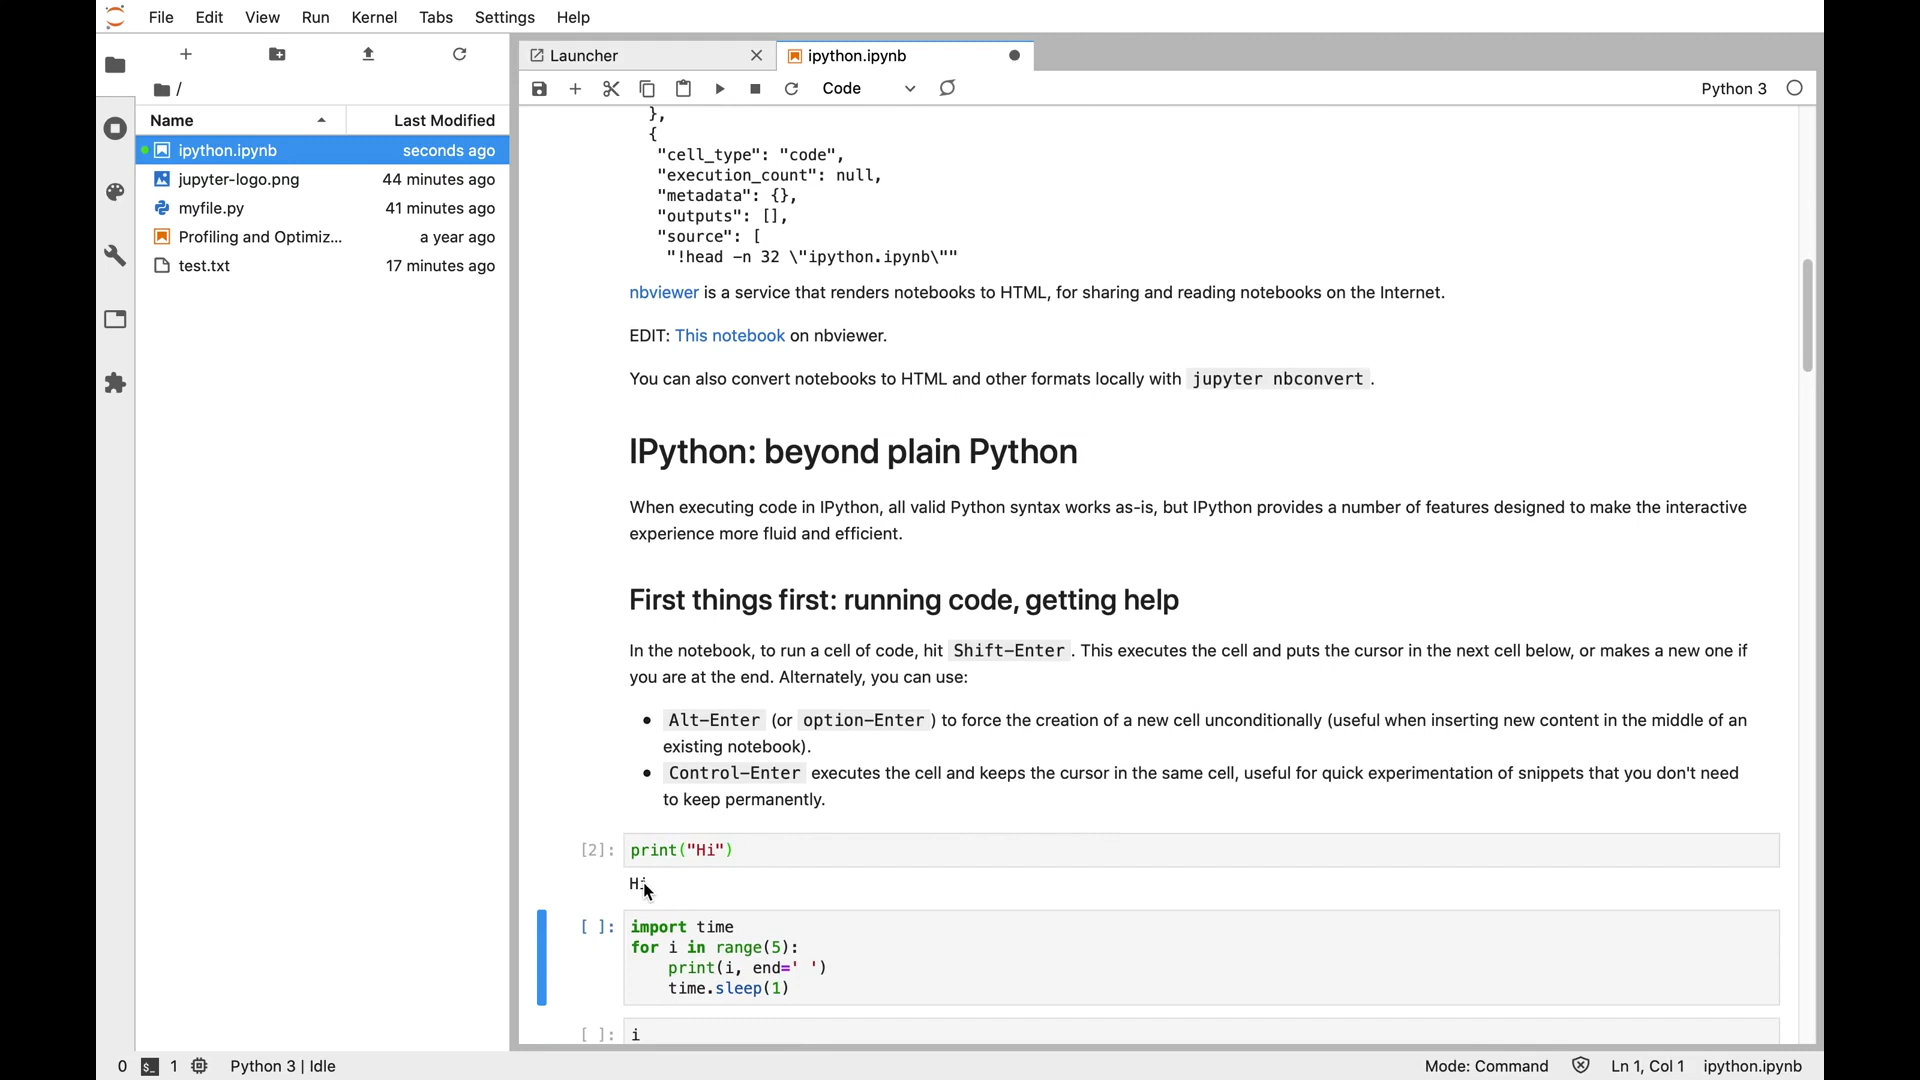 File Edit View Run Kernel Tabs Settings Help
Launcher
ipython.ipynb
Code
Python 3
/
Name Last Modified
ipython.ipynb seconds ago
jupyter-logo.png 44 minutes ago
myfile.py 41 minutes ago
Profiling and Optimiz... a year ago
test.txt 17 minutes ago
},
{
"cell_type": "code",
"execution_count": null,
"metadata": {},
"outputs": [],
"source": [
"!head -n 32 \"ipython.ipynb\""
nbviewer is a service that renders notebooks to HTML, for sharing and reading notebooks on the Internet.
EDIT: This notebook on nbviewer.
You can also convert notebooks to HTML and other formats locally with jupyter nbconvert .
IPython: beyond plain Python
When executing code in IPython, all valid Python syntax works as-is, but IPython provides a number of features designed to make the interactive
experience more fluid and efficient.
First things first: running code, getting help
In the notebook, to run a cell of code, hit Shift-Enter . This executes the cell and puts the cursor in the next cell below, or makes a new one if
you are at the end. Alternately, you can use:
• Alt-Enter (or option-Enter ) to force the creation of a new cell unconditionally (useful when inserting new content in the middle of an
existing notebook).
• Control-Enter executes the cell and keeps the cursor in the same cell, useful for quick experimentation of snippets that you don't need
to keep permanently.
[2]: print("Hi")
Hi
[ ]: import time
for i in range(5):
print(i, end=' ')
time.sleep(1)
[ ]: i
0 1 Python 3 | Idle
Mode: Command Ln 1, Col 1 ipython.ipynb